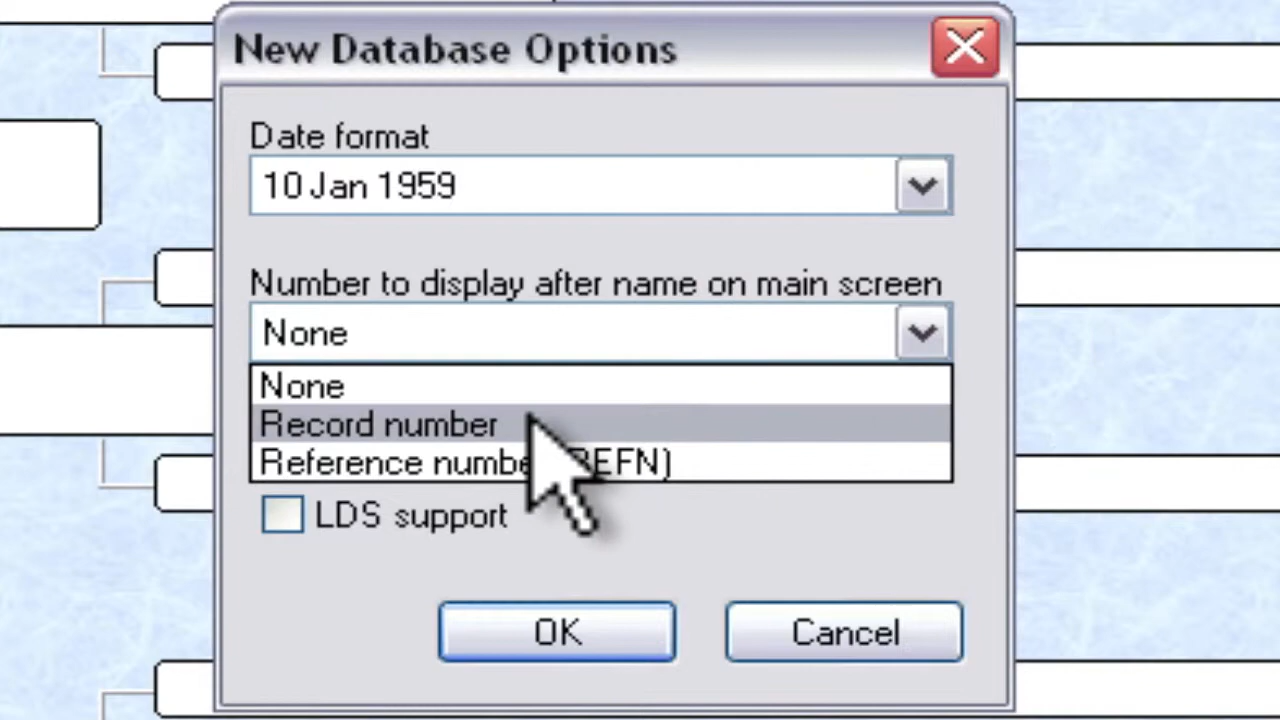 New Database Options
Date format
10 Jan 1959
Number to display after name on main screen
None
None
Record number
Reference
LDS support
OK
Cancel